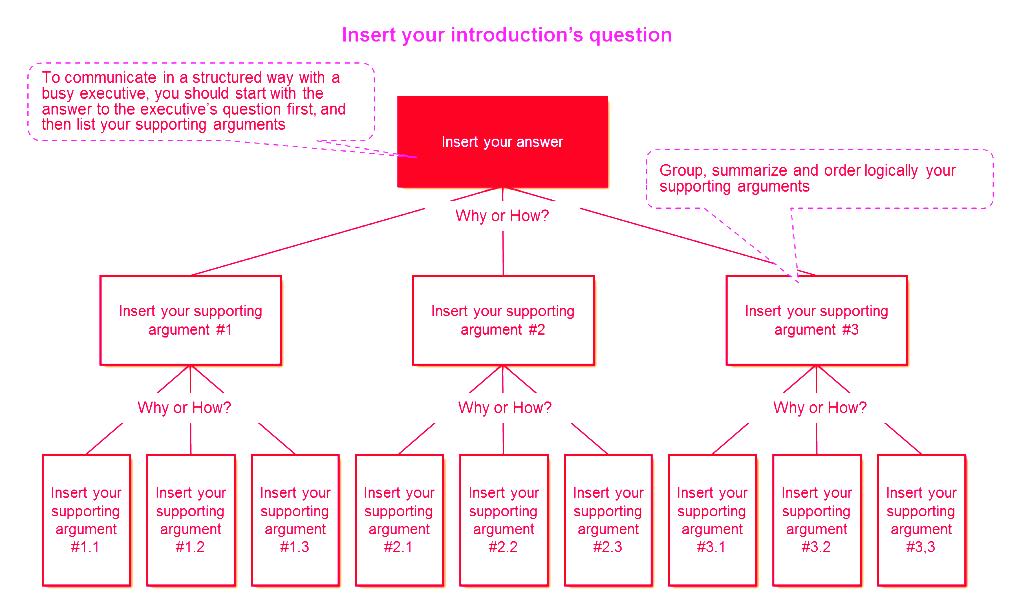 Insert your introduction’s question
To communicate in a structured way with a
busy executive, you should start with the
answer to the executive’s question first, and
then list your supporting arguments
Insert your answer
Group, summarize and order logically your
supporting arguments
Why or How?
Insert your supporting
argument #1
Insert your supporting
argument #2
Insert your supporting
argument #3
Why or How?
Why or How?
Why or How?
Insert your
supporting
argument
#1.1
Insert your
supporting
argument
#1.2
Insert your
supporting
argument
#1.3
Insert your
supporting
argument
#2.1
Insert your
supporting
argument
#2.2
Insert your
supporting
argument
#2.3
Insert your
supporting
argument
#3.1
Insert your
supporting
argument
#3.2
Insert your
supporting
argument
#3,3